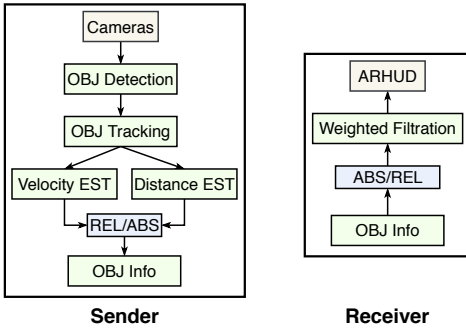 Cameras
OBJ Detection
OBJ Tracking
Velocity EST
Distance EST
REL/ABS
OBJ Info
Sender
ARHUD
Weighted Filtration
ABS/REL
OBJ Info
Receiver